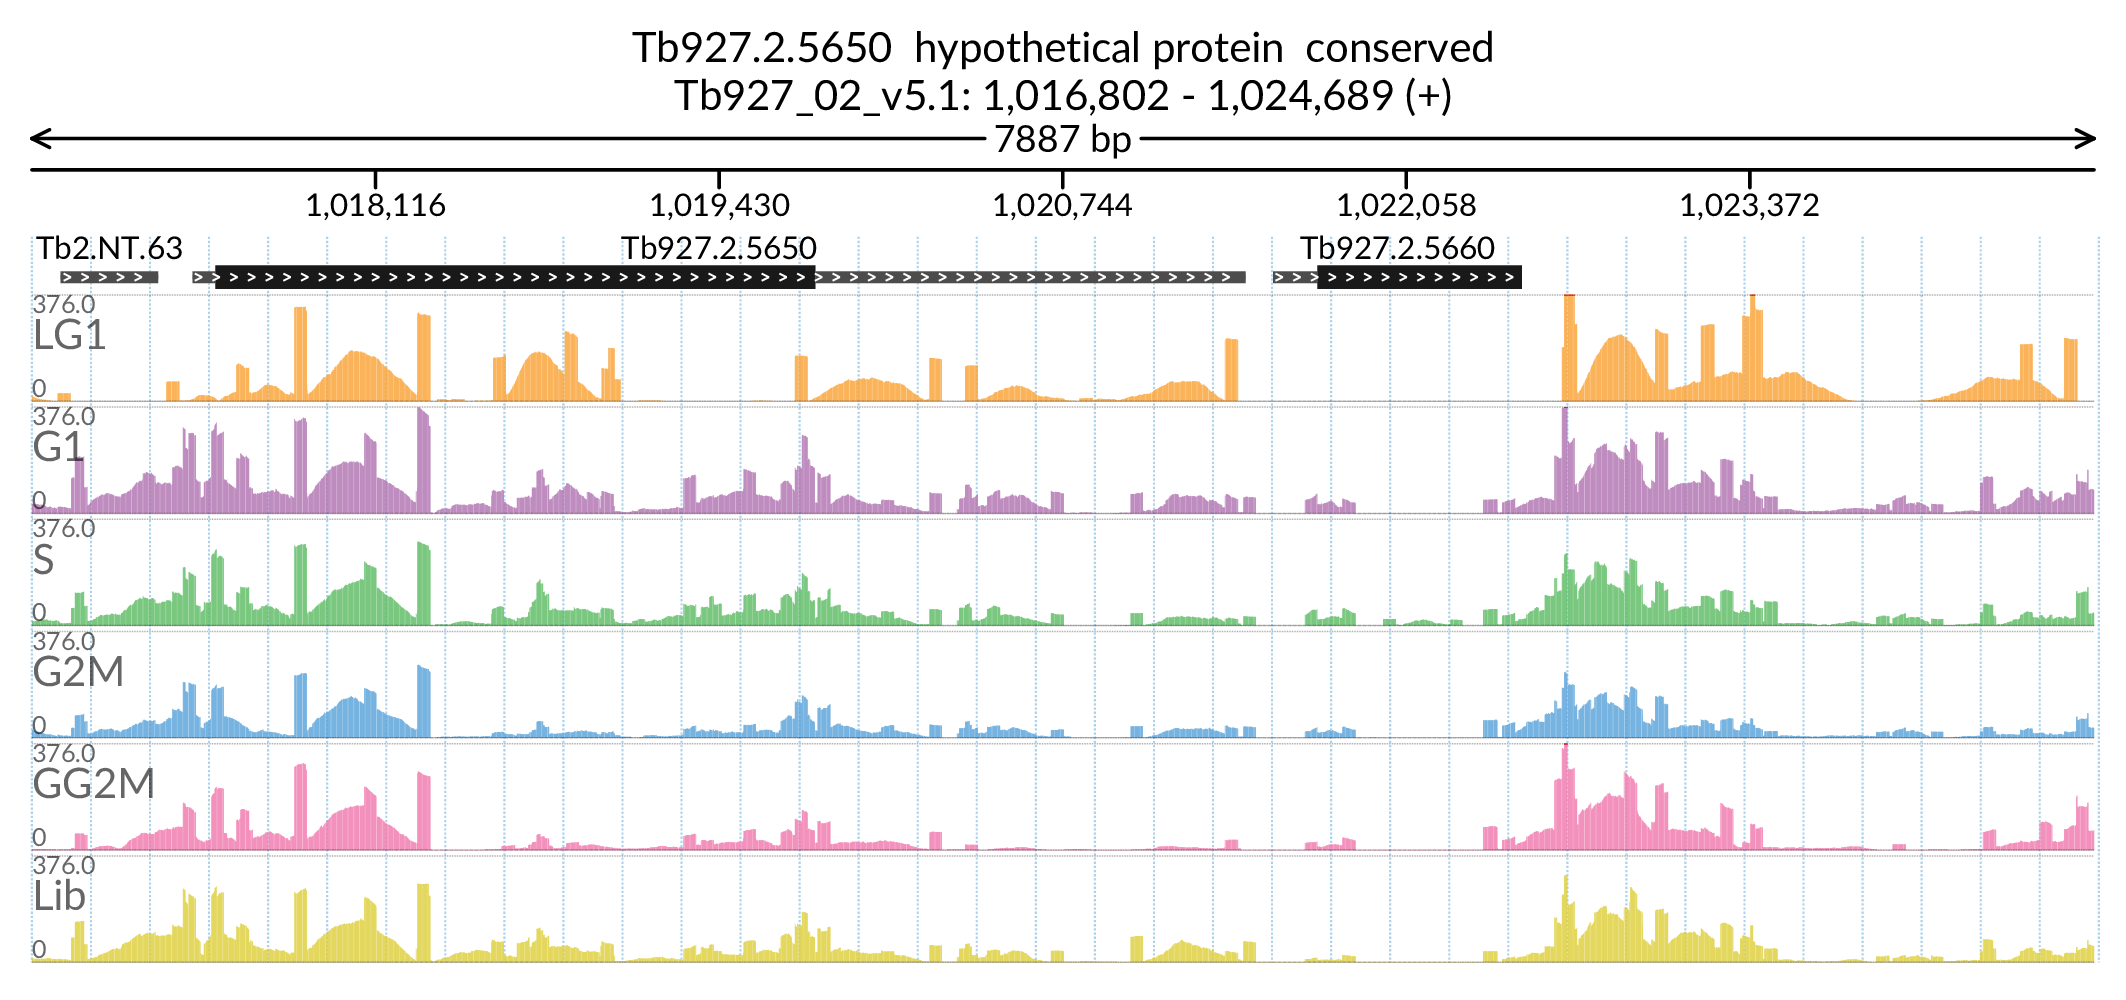 Tb927.2.5650  hypothetical protein  conserved
Tb927_02_v5.1: 1,016,802 - 1,024,689 (+)
7887 bp
1,018,116 1,019,430 1,020,744 1,022,058 1,023,372
Tb2.NT.63 Tb927.2.5650 Tb927.2.5660
376.0
LG1
0
376.0
G1
0
376.0
S
0
376.0
G2M
0
376.0
GG2M
0
376.0
Lib
0